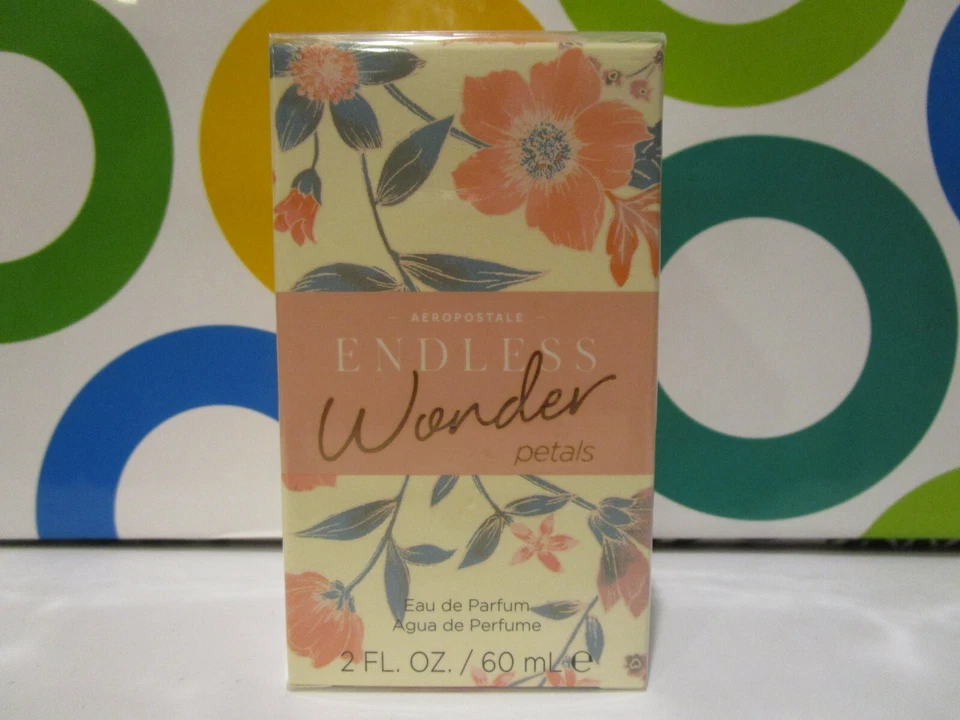 AEROPOSTALE
ENDLESS
Wonder
petals
Eau de Parfum
Agua de Perfume
2 FL. OZ. / 60 mL ℮